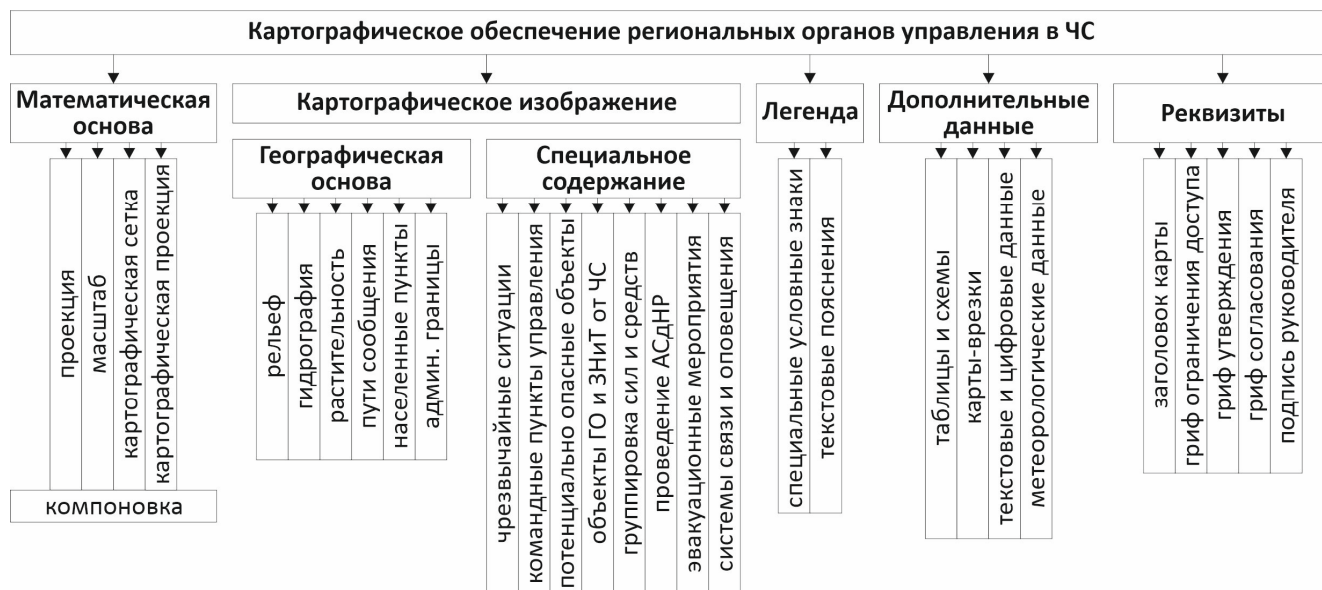 Картографическое обеспечение региональных органов управления в ЧС
Математическая
основа
проекция
масштаб
картографическая сетка
картографическая проекция
компоновка
Картографическое изображение
Географическая
основа
рельеф
гидрография
растительность
пути сообщения
населенные пункты
админ. границы
Специальное
содержание
чрезвычайные ситуации
командные пункты управления
потенциально опасные объекты
объекты ГО и ЗНиТ от ЧС
группировка сил и средств
проведение АСдНР
эвакуационные мероприятия
системы связи и оповещения
Легенда
специальные условные знаки
текстовые пояснения
Дополнительные
данные
таблицы и схемы
карты-врезки
текстовые и цифровые данные
метеорологические данные
Реквизиты
заголовок карты
гриф ограничения доступа
гриф утверждения
гриф согласования
подпись руководителя